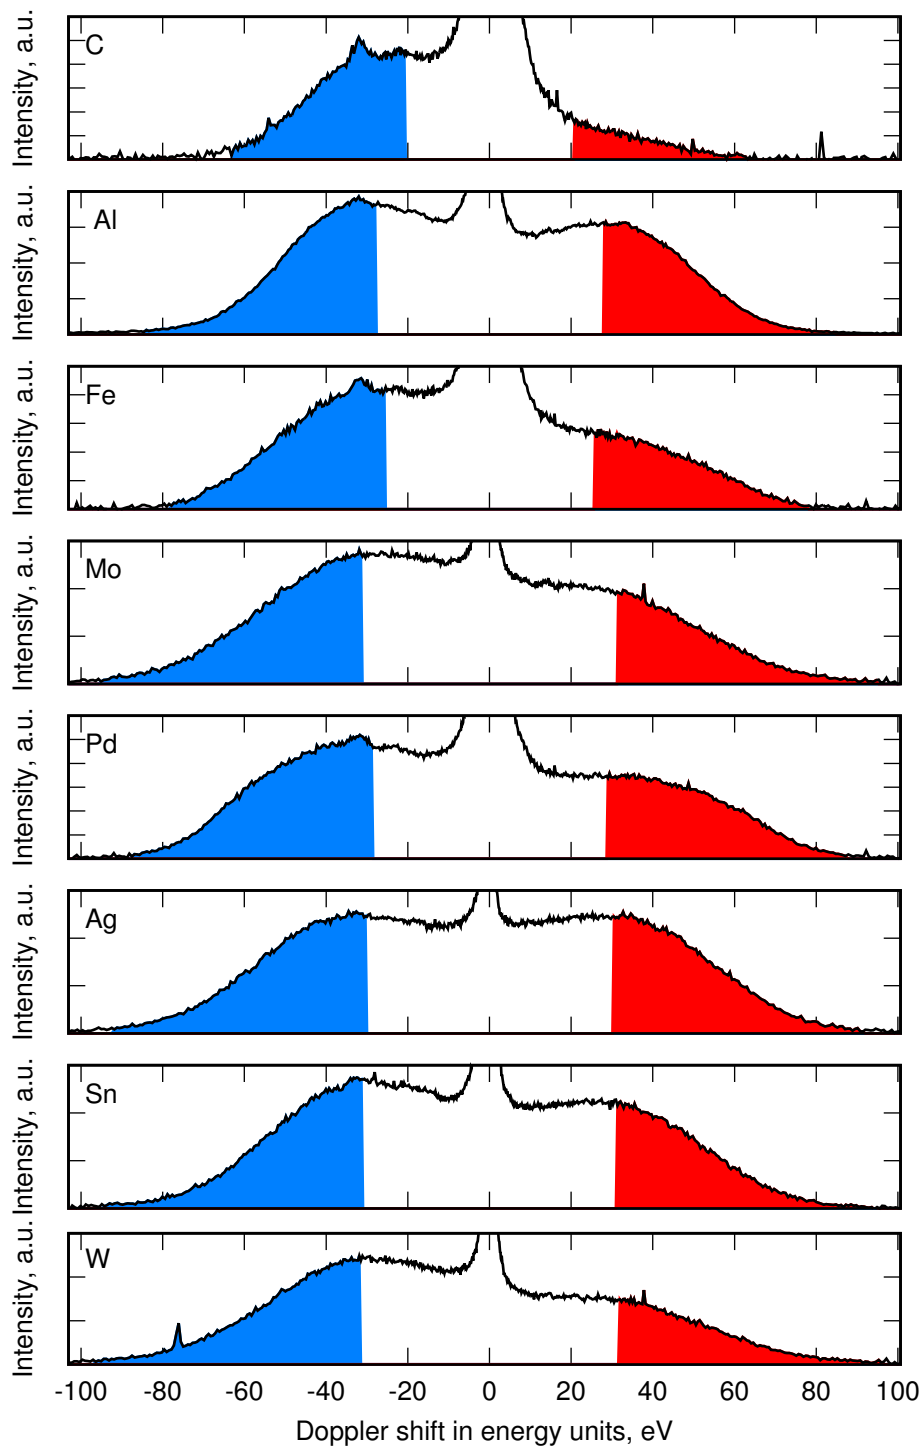 Intensity, a.u.
C
Intensity, a.u.
Al
Intensity, a.u.
Fe
Intensity, a.u.
Mo
Intensity, a.u.
Pd
Intensity, a.u.
Ag
Intensity, a.u.
Sn
Intensity, a.u.
W
-100 -80 -60 -40 -20 0 20 40 60 80 100
Doppler shift in energy units, eV